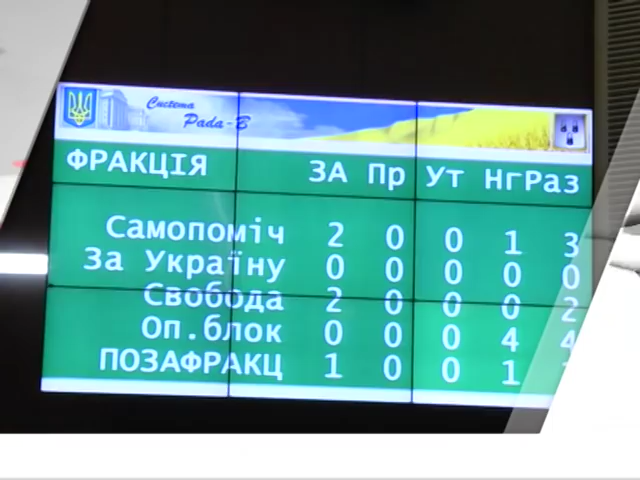 Система
Рада-В
ФРАКЦІЯ ЗА Пр Ут НгРаз
Самопоміч 2 0 0 1 3
За Україну 0 0 0 0 0
Свобода 2 0 0 0 2
Оп.блок 0 0 0 4 4
ПОЗАФРАКЦ 1 0 0 1